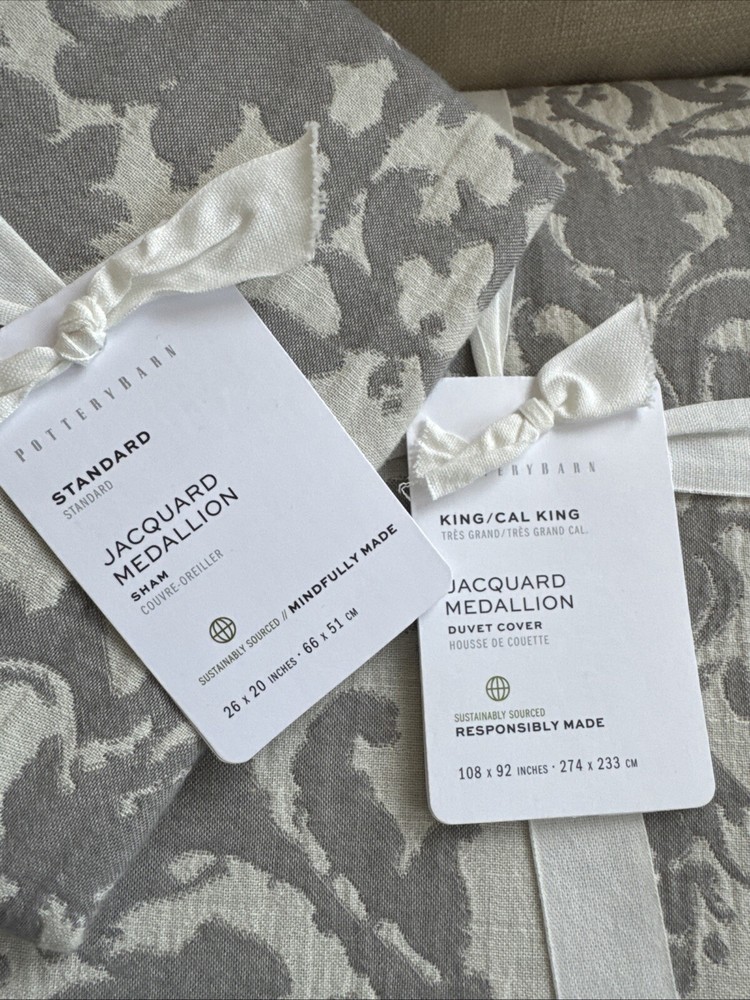 POTTERYBARN
STANDARD
STANDARD
JACQUARD
MEDALLION
SHAM
COUVRE-OREILLER
SUSTAINABLY SOURCED // MINDFULLY MADE
26 x 20 INCHES · 66 x 51 CM
TERYBARN
KING/CAL KING
TRÈS GRAND/TRÈS GRAND CAL.
JACQUARD
MEDALLION
DUVET COVER
HOUSSE DE COUETTE
SUSTAINABLY SOURCED
RESPONSIBLY MADE
108 x 92 INCHES · 274 x 233 CM